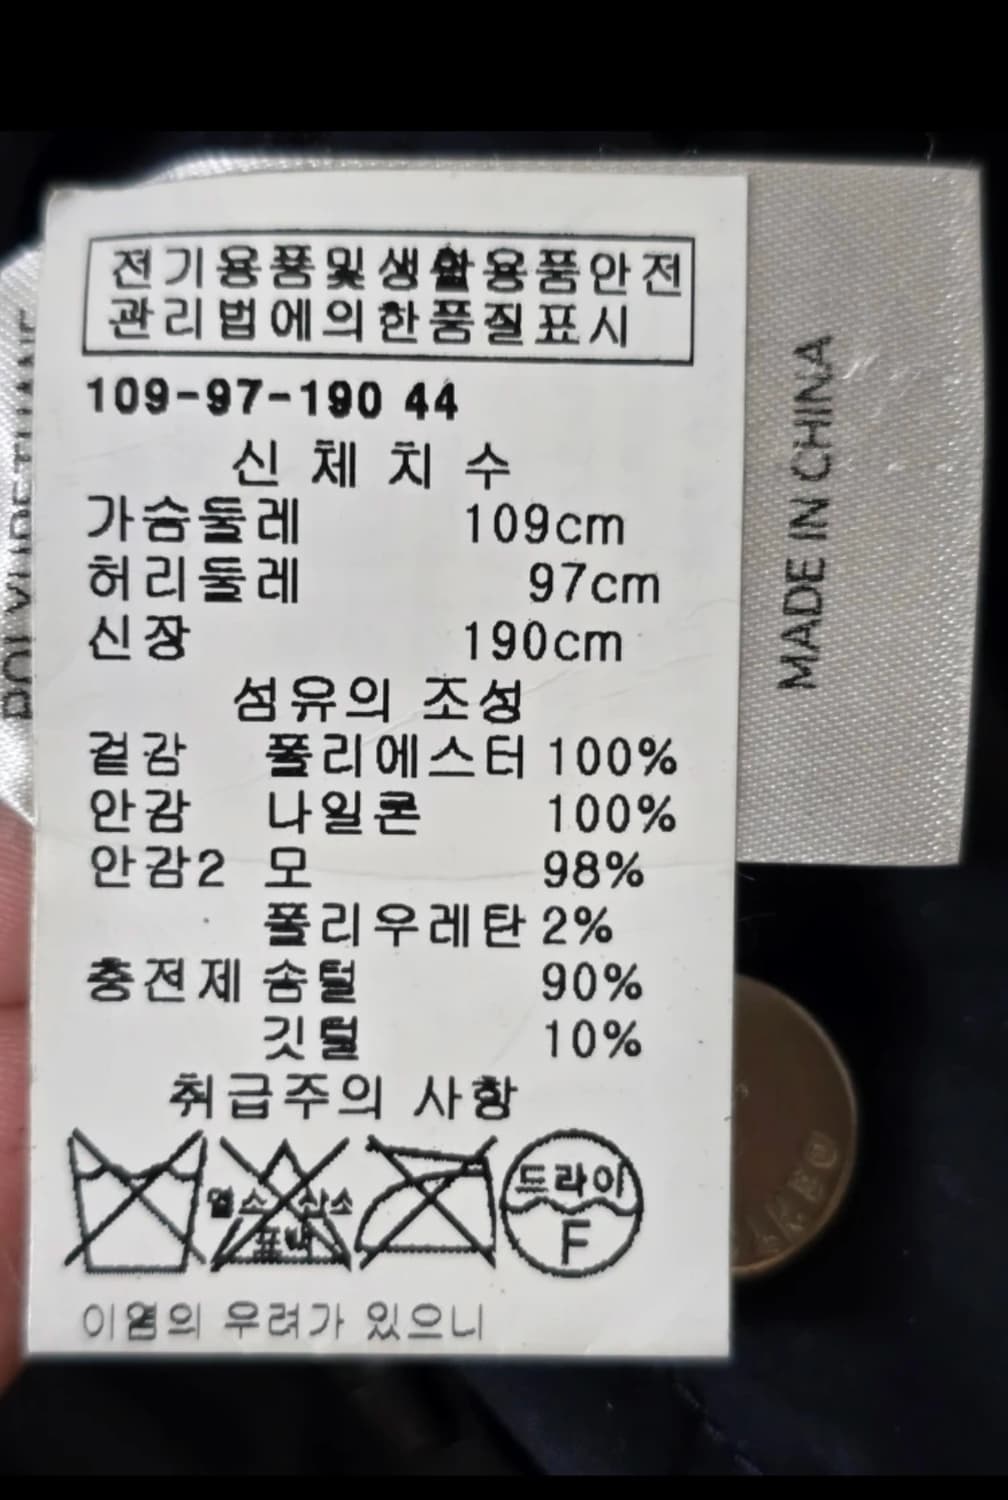 전기용품및생활용품안전
관리법에의한품질표시
109-97-190 44
신체치수
가슴둘레 109cm
허리둘레 97cm
신장 190cm
섬유의 조성
겉감 폴리에스터 100%
안감 나일론 100%
안감2 모 98%
폴리우레탄 2%
충전제 솜털 90%
깃털 10%
취급주의 사항
염소 산소
표백
드라이
F
이염의 우려가 있으니
MADE IN CHINA